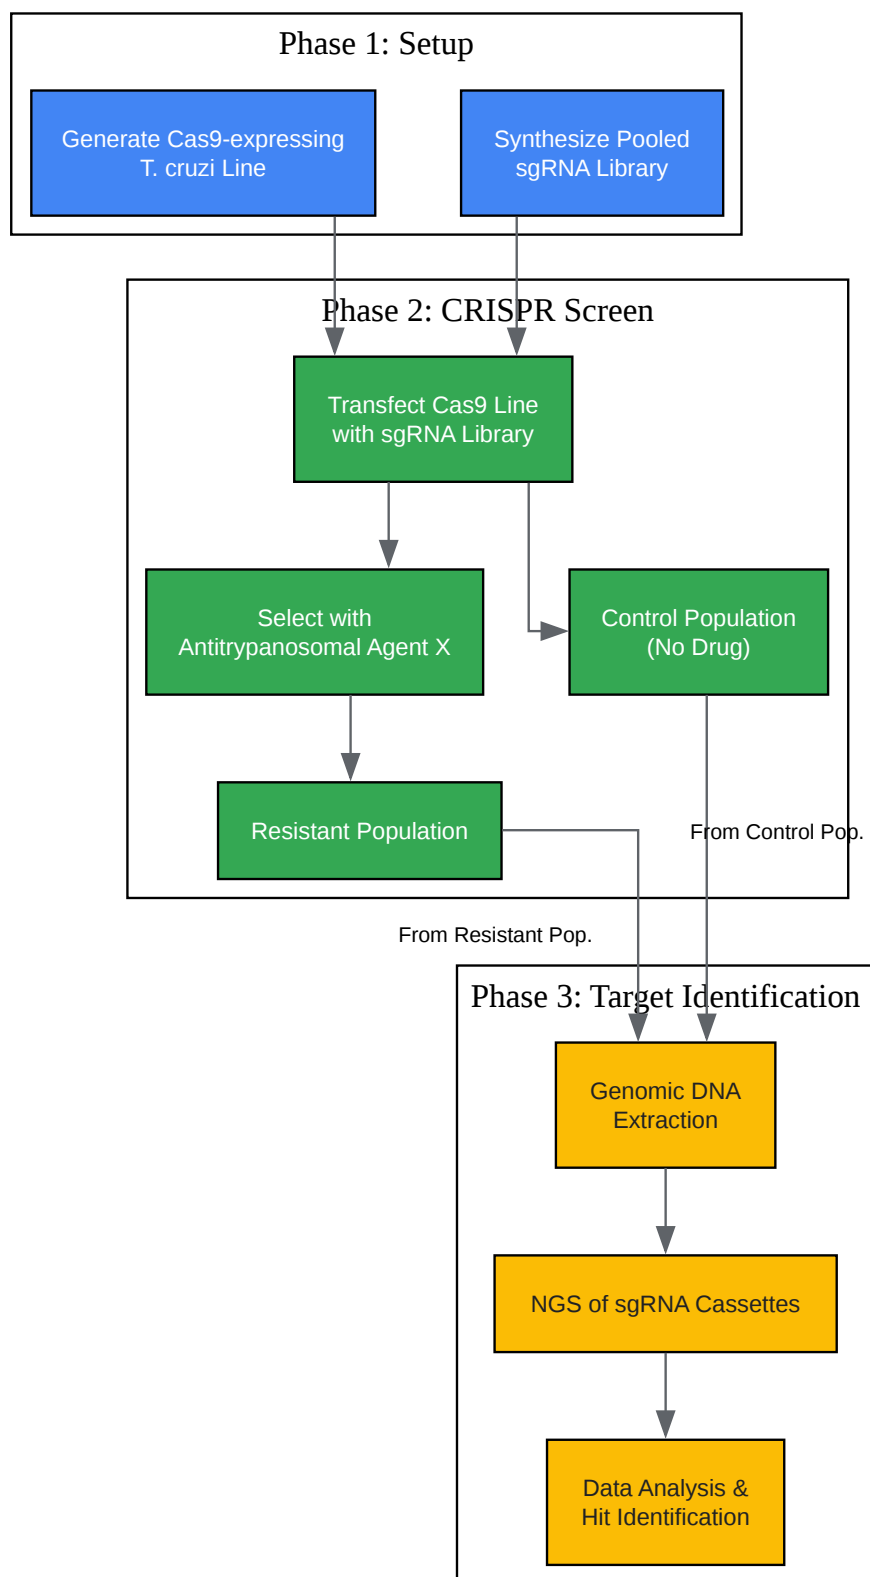 Phase 1: Setup
Generate Cas9-expressing
T. cruzi Line
Synthesize Pooled
sgRNA Library
Phase 2: CRISPR Screen
Transfect Cas9 Line
with sgRNA Library
Select with
Antitrypanosomal Agent X
Control Population
(No Drug)
Resistant Population
From Control Pop.
From Resistant Pop.
Phase 3: Target Identification
Genomic DNA
Extraction
NGS of sgRNA Cassettes
Data Analysis &
Hit Identification